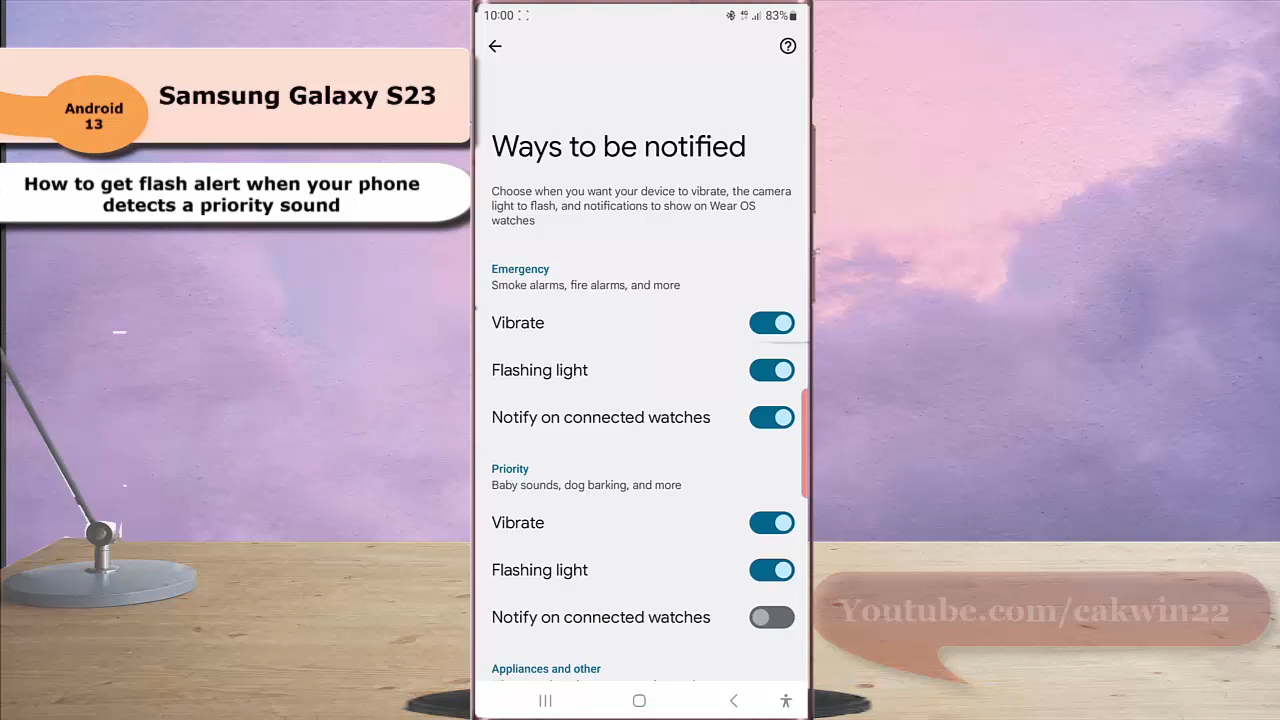 Samsung Galaxy S23
Android
13
How to get flash alert when your phone
detects a priority sound
10:00
4G
83%
Ways to be notified
Choose when you want your device to vibrate, the camera
light to flash, and notifications to show on Wear OS
watches
Emergency
Smoke alarms, fire alarms, and more
Vibrate
Flashing light
Notify on connected watches
Priority
Baby sounds, dog barking, and more
Vibrate
Flashing light
Notify on connected watches
Appliances and other
Youtube.com/cakwin22